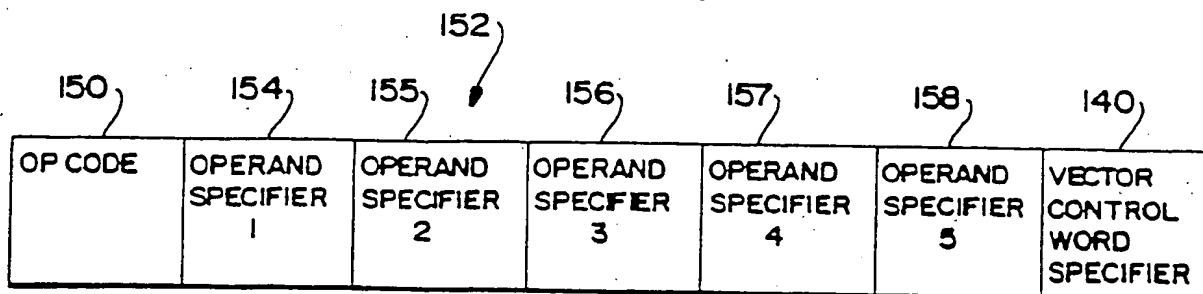 152
150 154 155 156 157 158 140
OP CODE OPERAND OPERAND OPERAND OPERAND OPERAND VECTOR
SPECIFIER SPECIFIER SPECIFIER SPECIFIER SPECIFIER CONTROL
1 2 3 4 5 WORD
SPECIFIER